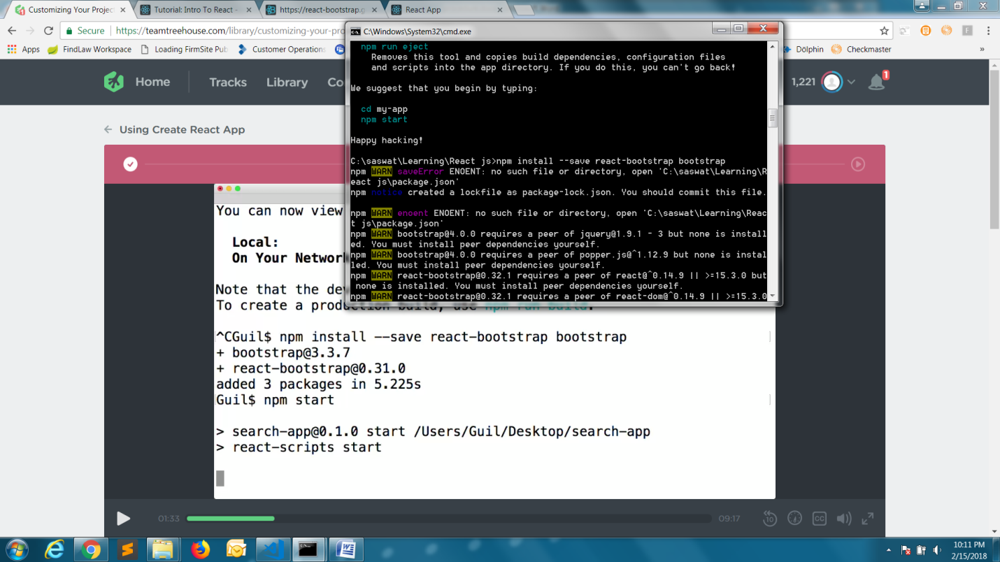 Customizing Your Projec
Tutorial: Intro To React -
https://react-bootstrap.g
React App
Secure
https://teamtreehouse.com/library/customizing-your-pro
Apps
FindLaw Workspace
Loading FirmSite Pub
Customer Operations
Dölphin
Checkmaster
»
Home
Tracks
Library
Co
1,221
1
Using Create React App
C:\Windows\System32\cmd.exe
npm run eject
Removes this tool and copies build dependencies, configuration files
and scripts into the app directory. If you do this, you can't go back!
We suggest that you begin by typing:
cd my-app
npm start
Happy hacking!
C:\saswat\Learning\React js>npm install --save react-bootstrap bootstrap
npm WARN saveError ENOENT: no such file or directory, open 'C:\saswat\Learning\R
eact js\package.json'
npm notice created a lockfile as package-lock.json. You should commit this file.
npm WARN enoent ENOENT: no such file or directory, open 'C:\saswat\Learning\Reac
t js\package.json'
npm WARN bootstrap@4.0.0 requires a peer of jquery@1.9.1 - 3 but none is install
ed. You must install peer dependencies yourself.
npm WARN bootstrap@4.0.0 requires a peer of popper.js@^1.12.9 but none is instal
led. You must install peer dependencies yourself.
npm WARN react-bootstrap@0.32.1 requires a peer of react@^0.14.9 || >=15.3.0 but
none is installed. You must install peer dependencies yourself.
npm WARN react-bootstrap@0.32.1 requires a peer of react-dom@^0.14.9 || >=15.3.0
You can now view
Local:
On Your Network
Note that the dev
To create a production build, use npm run build.
^CGuil$ npm install --save react-bootstrap bootstrap
+ bootstrap@3.3.7
+ react-bootstrap@0.31.0
added 3 packages in 5.225s
Guil$ npm start
> search-app@0.1.0 start /Users/Guil/Desktop/search-app
> react-scripts start
01:33
09:17
10
CC
10:11 PM
2/15/2018